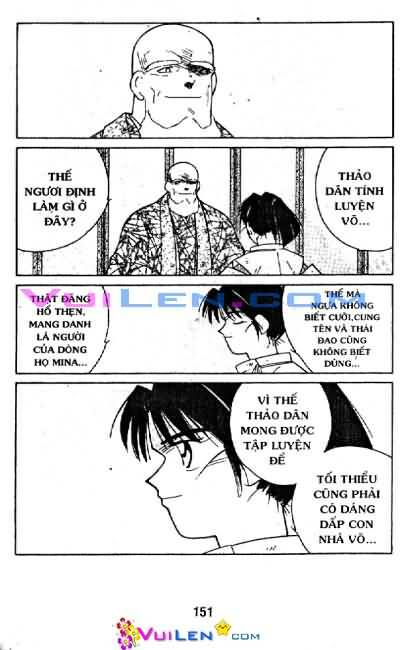 THẾ
NGƯƠI ĐỊNH
LÀM GÌ Ở
ĐÂY?
THẢO
DÂN TÍNH
LUYỆN
VÕ...
THẬT ĐÁNG
HỔ THẸN,
MANG DANH
LÀ NGƯỜI
CỦA DÒNG
HỌ MINA...
THẾ MÀ
NGỰA KHÔNG
BIẾT CƯỠI, CUNG
TÊN VÀ THÁI
ĐAO CŨNG
KHÔNG BIẾT
DÙNG...
VUILEN.COM
VÌ THẾ
THẢO DÂN
MONG ĐƯỢC
TẬP LUYỆN
ĐỂ
TỐI THIỂU
CŨNG PHẢI
CÓ DÁNG
DẤP CON
NHÀ VÕ...
151
VUILEN.COM